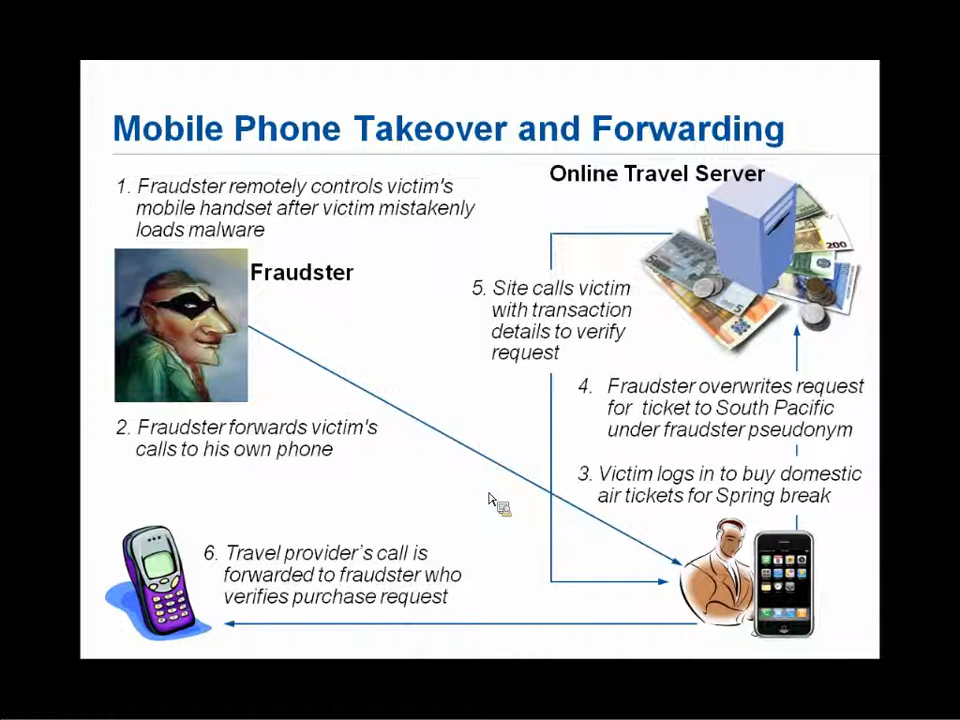 Mobile Phone Takeover and Forwarding
Online Travel Server
1. Fraudster remotely controls victim's
mobile handset after victim mistakenly
loads malware
Fraudster
5. Site calls victim
with transaction
details to verify
request
4. Fraudster overwrites request
for ticket to South Pacific
under fraudster pseudonym
2. Fraudster forwards victim's
calls to his own phone
3. Victim logs in to buy domestic
air tickets for Spring break
6. Travel provider's call is
forwarded to fraudster who
verifies purchase request
200
5